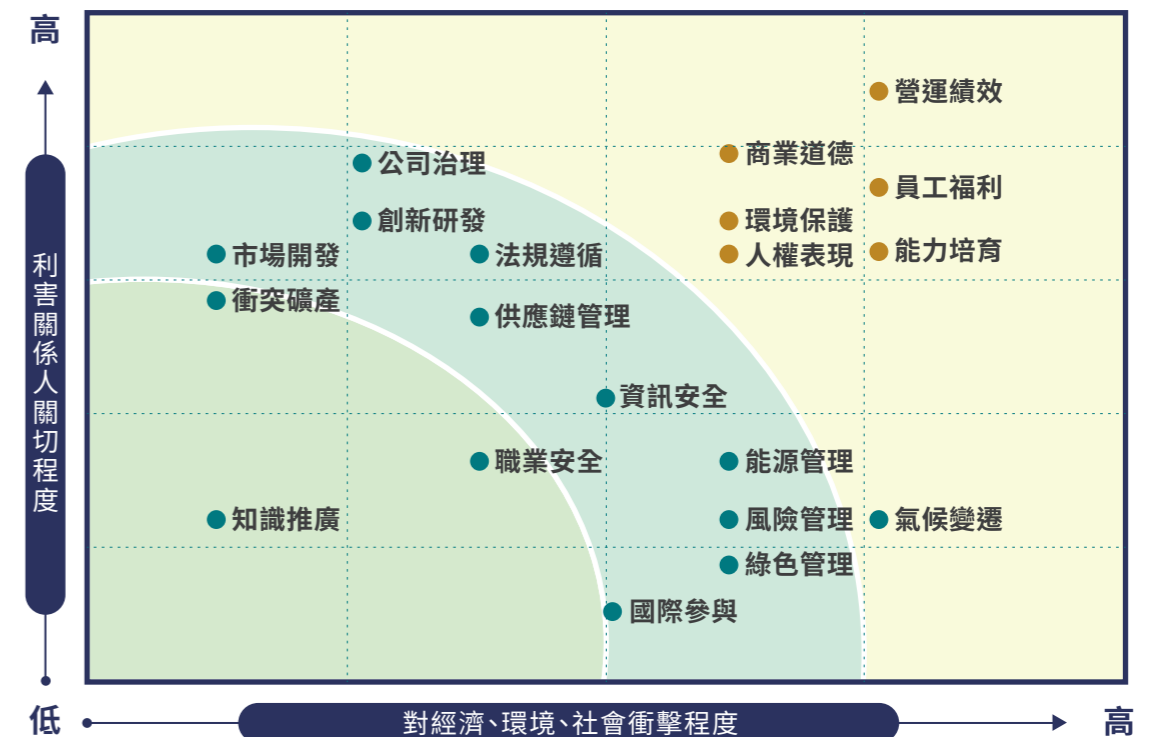 高
營運績效
商業道德
公司治理
員工福利
創新研發
環境保護
市場開發
法規遵循
人權表現
能力培育
衝突礦產
供應鏈管理
資訊安全
職業安全
能源管理
知識推廣
風險管理
氣候變遷
綠色管理
國際參與
利害關係人關切程度
低
對經濟、環境、社會衝擊程度
高